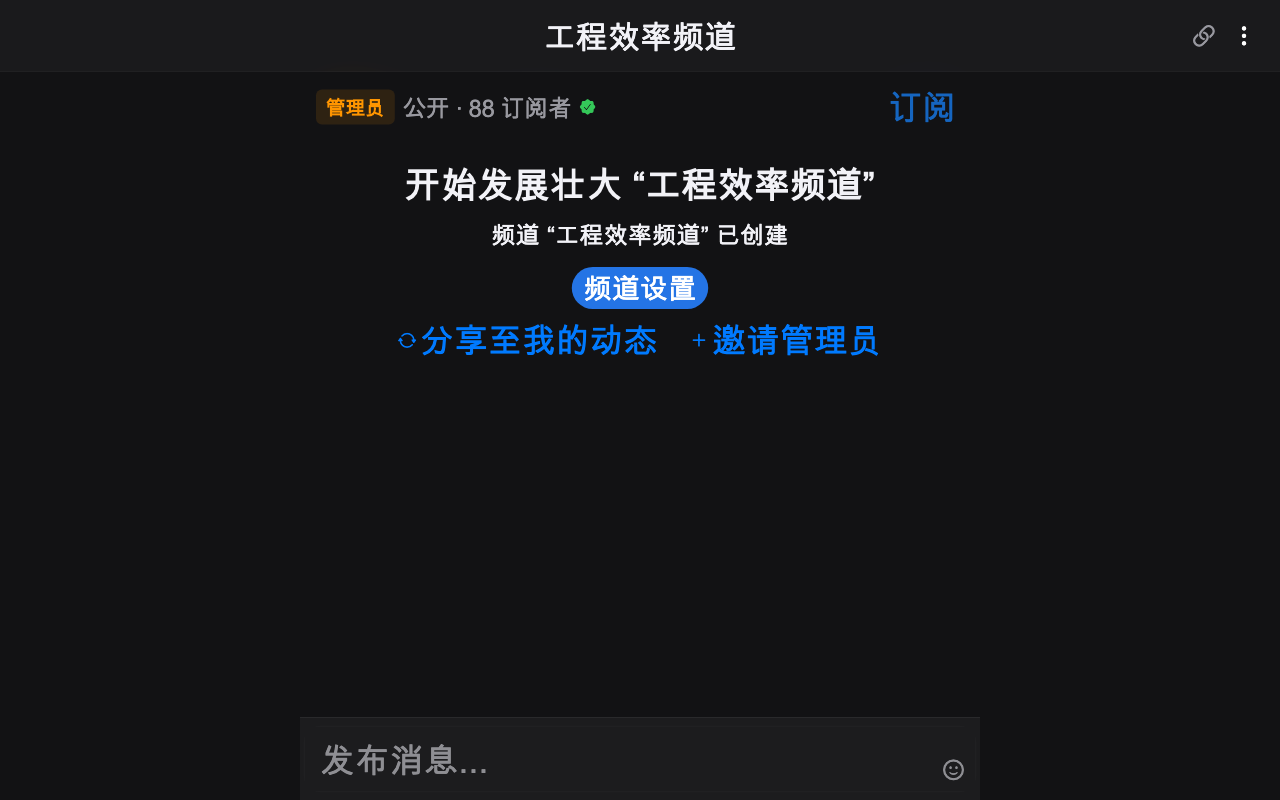 工程效率频道
管理员 公开 · 88 订阅者 订阅
开始发展壮大 “工程效率频道”
频道 “工程效率频道” 已创建
频道设置
分享至我的动态 + 邀请管理员
发布消息...